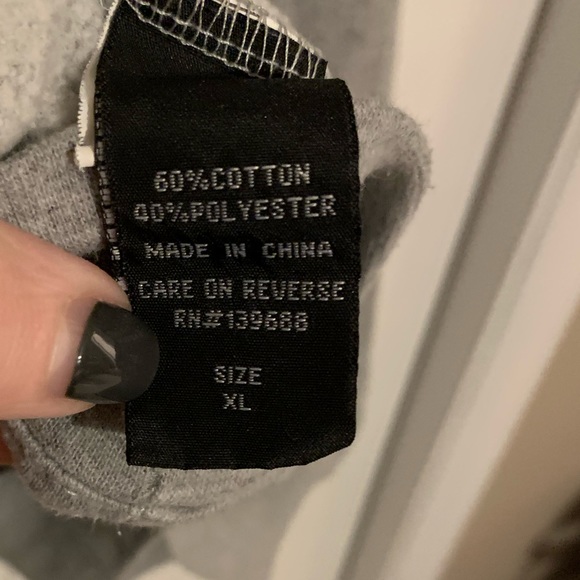 60%COTTON
40%POLYESTER
MADE IN CHINA
CARE ON REVERSE
RN#139688
SIZE
XL